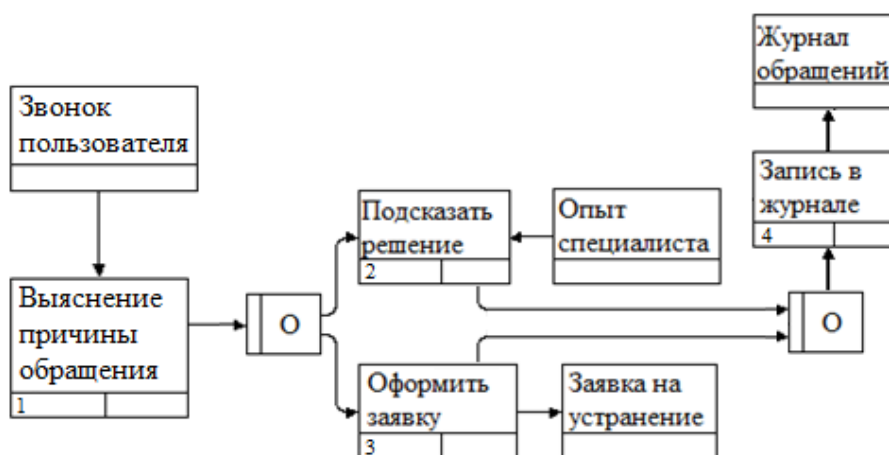 Журнал
обращений
Звонок
пользователя
Запись в
журнале
4
Подсказать
решение
2
Опыт
специалиста
Выяснение
причины
обращения
1
О
О
Оформить
заявку
3
Заявка на
устранение